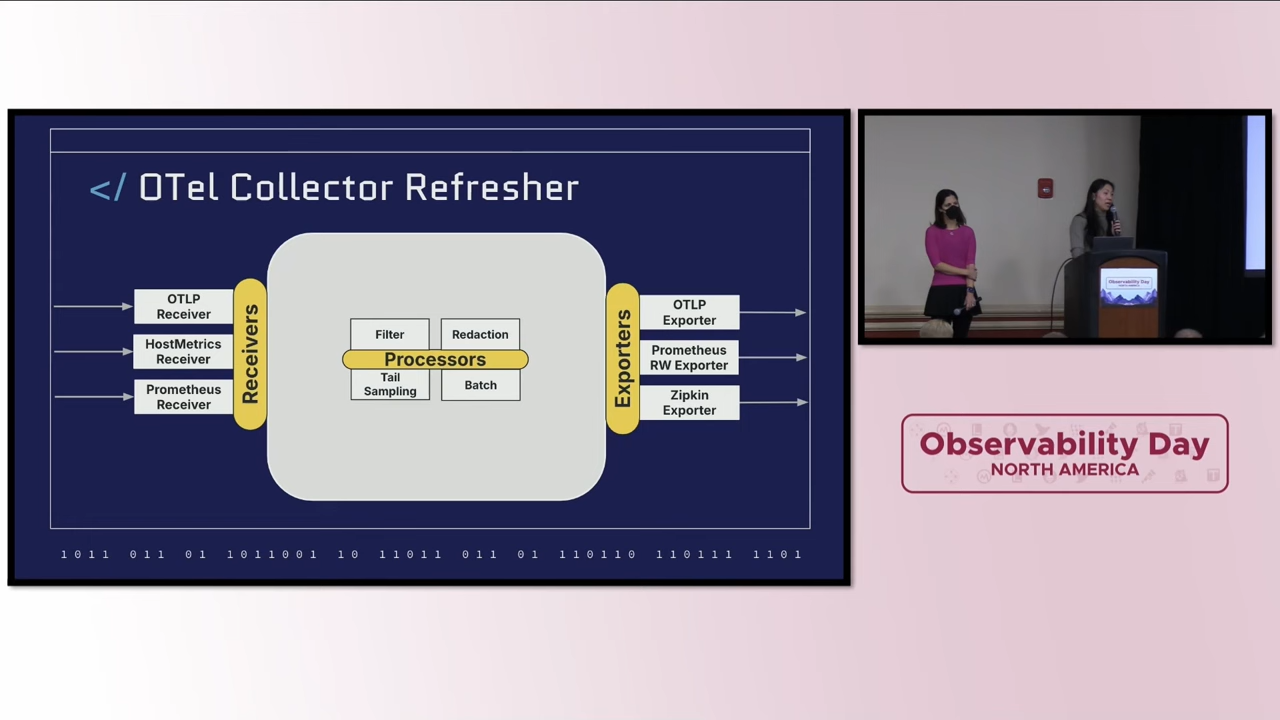 </ OTel Collector Refresher
OTLP
Receiver
HostMetrics
Receiver
Prometheus
Receiver
Receivers
Filter
Redaction
Processors
Tail
Sampling
Batch
Exporters
OTLP
Exporter
Prometheus
RW Exporter
Zipkin
Exporter
1011 011 01 1011001 10 11011 011 01 110110 110111 1101
Observability Day
Observability Day
NORTH AMERICA